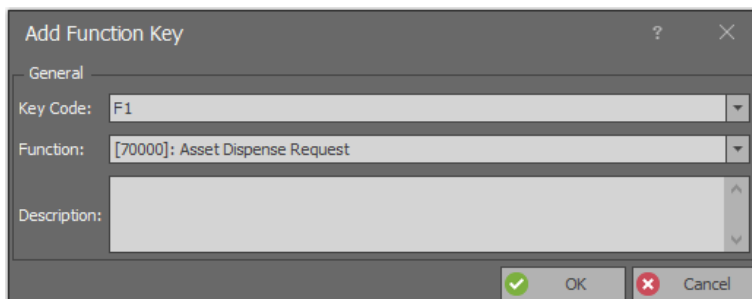 Add Function Key ?
General
Key Code: F1
Function: [70000]: Asset Dispense Request
Description:
OK Cancel